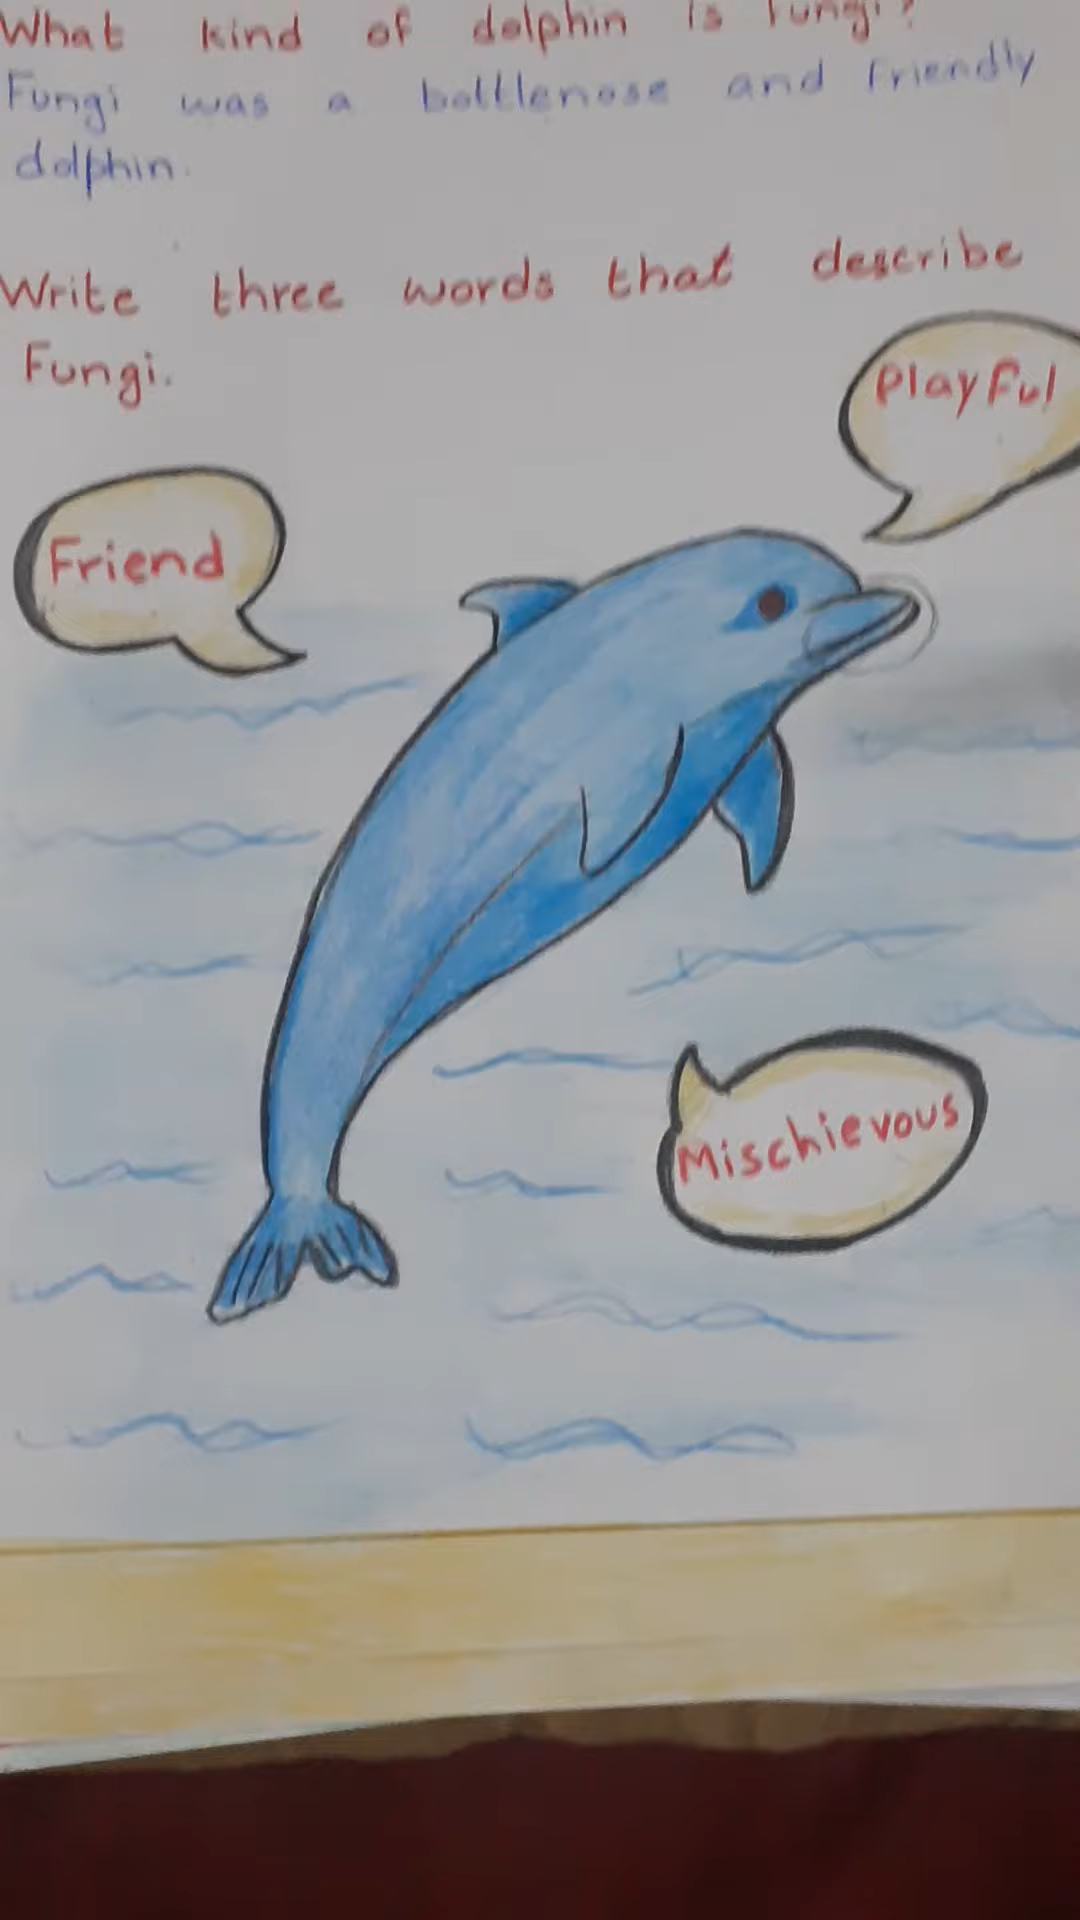 What kind of dolphin is Fungi?
Fungi was a bottlenose and friendly
dolphin.
Write three words that describe
Fungi.
Playful
Friend
Mischievous